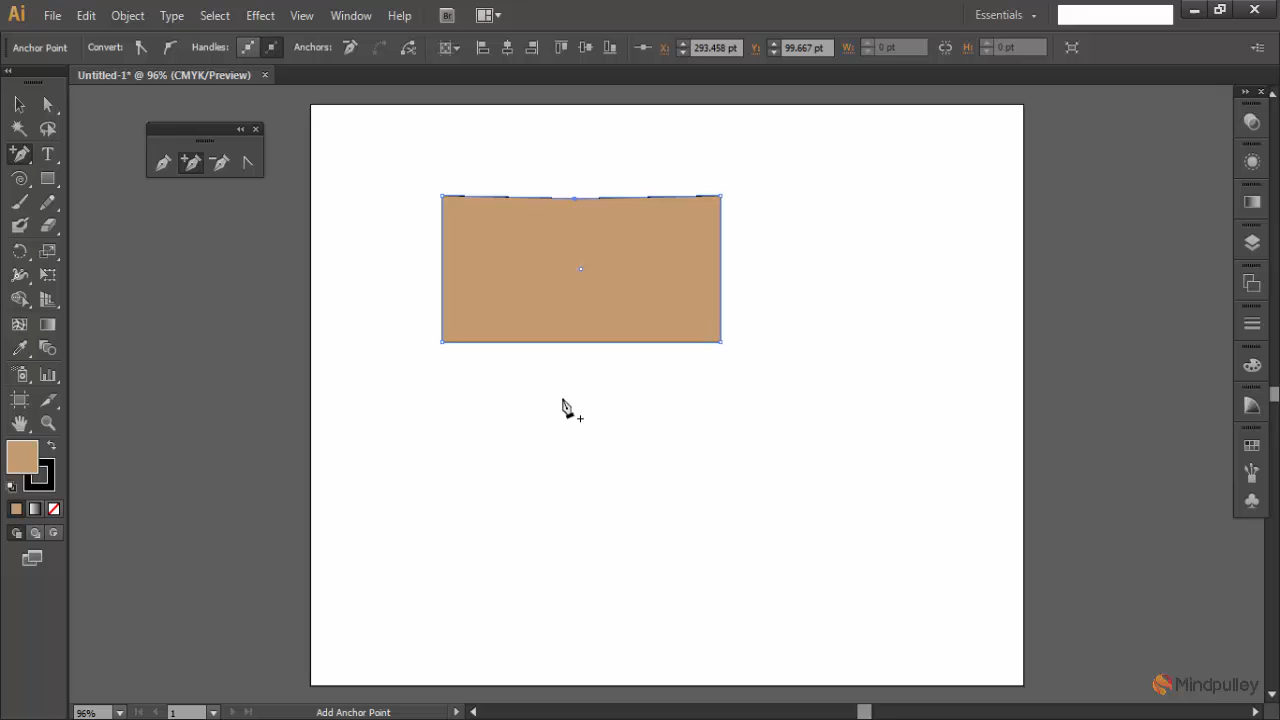 Ai File Edit Object Type Select Effect View Window Help Br Essentials
Anchor Point Convert: Handles: Anchors: X: 293.458 pt Y: 99.667 pt W: 0 pt H: 0 pt
Untitled-1* @ 96% (CMYK/Preview)
T
Mindpulley
96% 1 Add Anchor Point